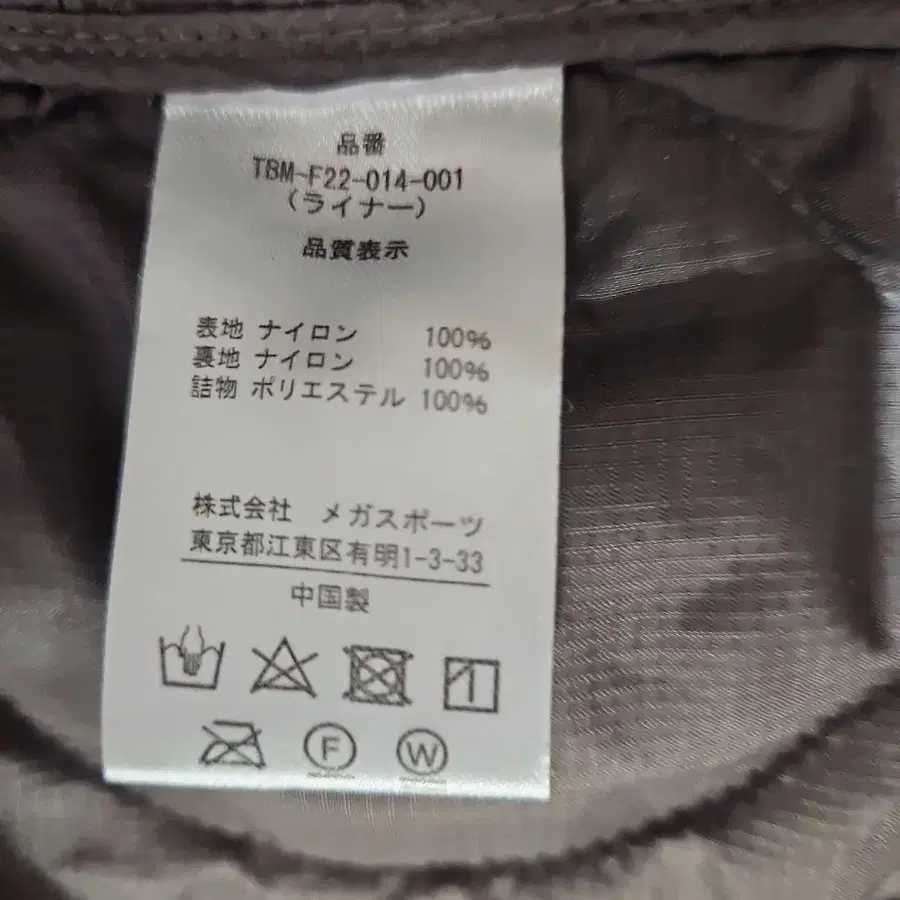 品番
TBM-F22-014-001
(ライナー)
品質表示
表地 ナイロン 100%
裏地 ナイロン 100%
詰物 ポリエステル 100%
株式会社 メガスポーツ
東京都江東区有明1-3-33
中国製
F W